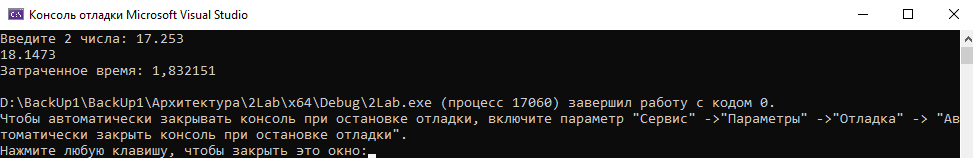 Консоль отладки Microsoft Visual Studio
Введите 2 числа: 17.253
18.1473
Затраченное время: 1,832151
D:\BackUp1\BackUp1\Архитектура\2Lab\x64\Debug\2Lab.exe (процесс 17060) завершил работу с кодом 0.
Чтобы автоматически закрывать консоль при остановке отладки, включите параметр "Сервис" ->"Параметры" ->"Отладка" -> "Ав
томатически закрыть консоль при остановке отладки".
Нажмите любую клавишу, чтобы закрыть это окно: